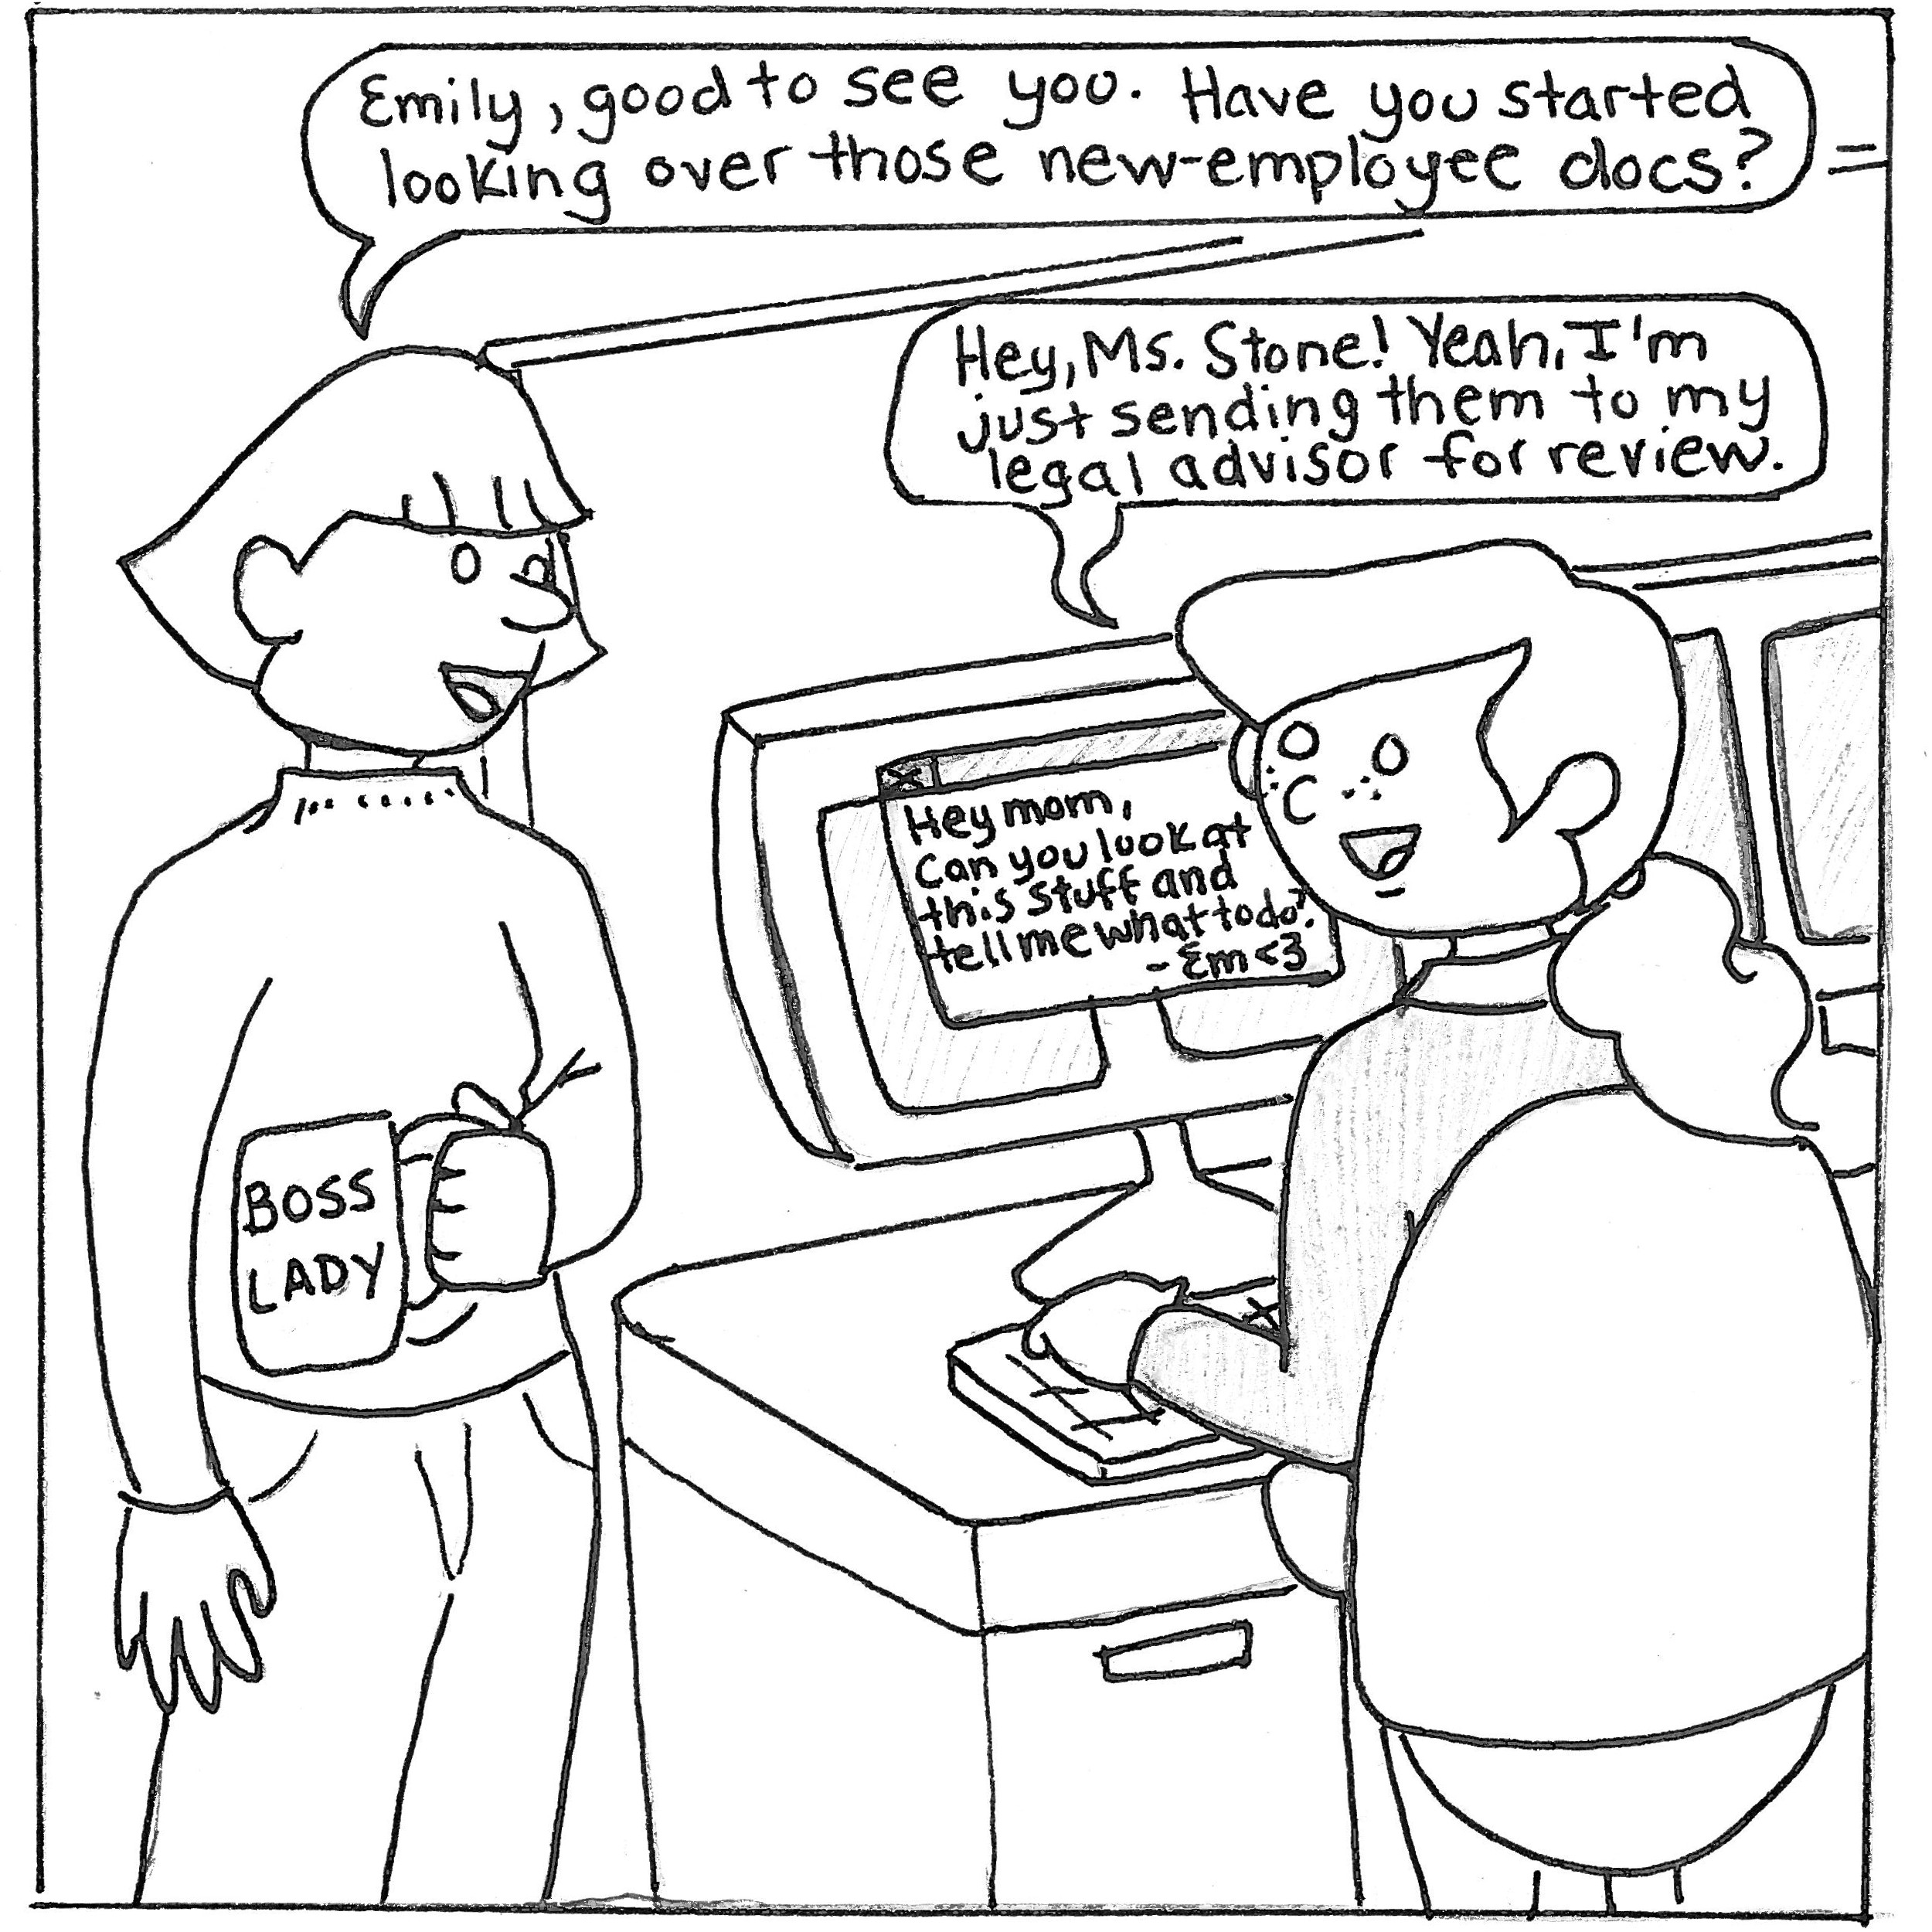 Emily, good to see you. Have you started
looking over those new-employee docs?
Hey, Ms. Stone! Yeah, I'm
just sending them to my
legal advisor for review.
Hey mom,
Can you look at
this stuff and
tell me what to do?
- Em <3
BOSS
LADY